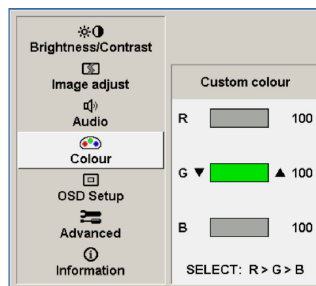 Brightness/Contrast
Image adjust
Audio
Colour
OSD Setup
Advanced
Information
Custom colour
R 100
G ▼ ▲ 100
B 100
SELECT: R > G > B